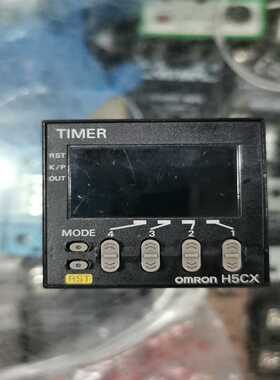 TIMER
RST
K/P
OUT
MODE 4 3 2 1
RST
omron H5CX